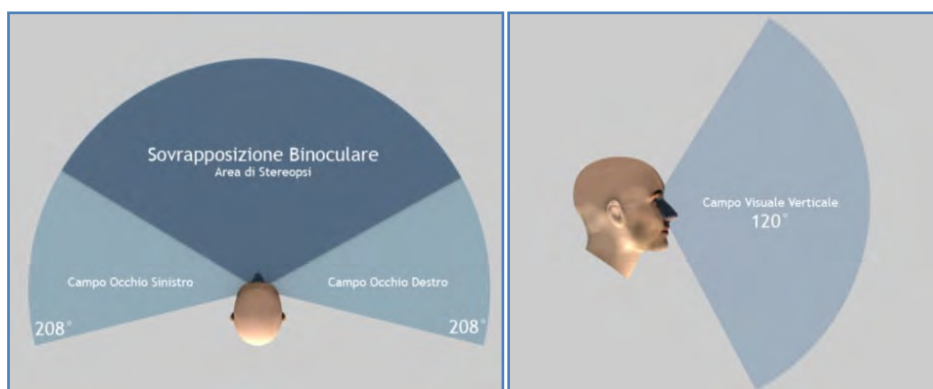 Sovrapposizione Binoculare
Area di Stereopsi
Campo Occhio Sinistro
Campo Occhio Destro
208°
208°
Campo Visuale Verticale
120°